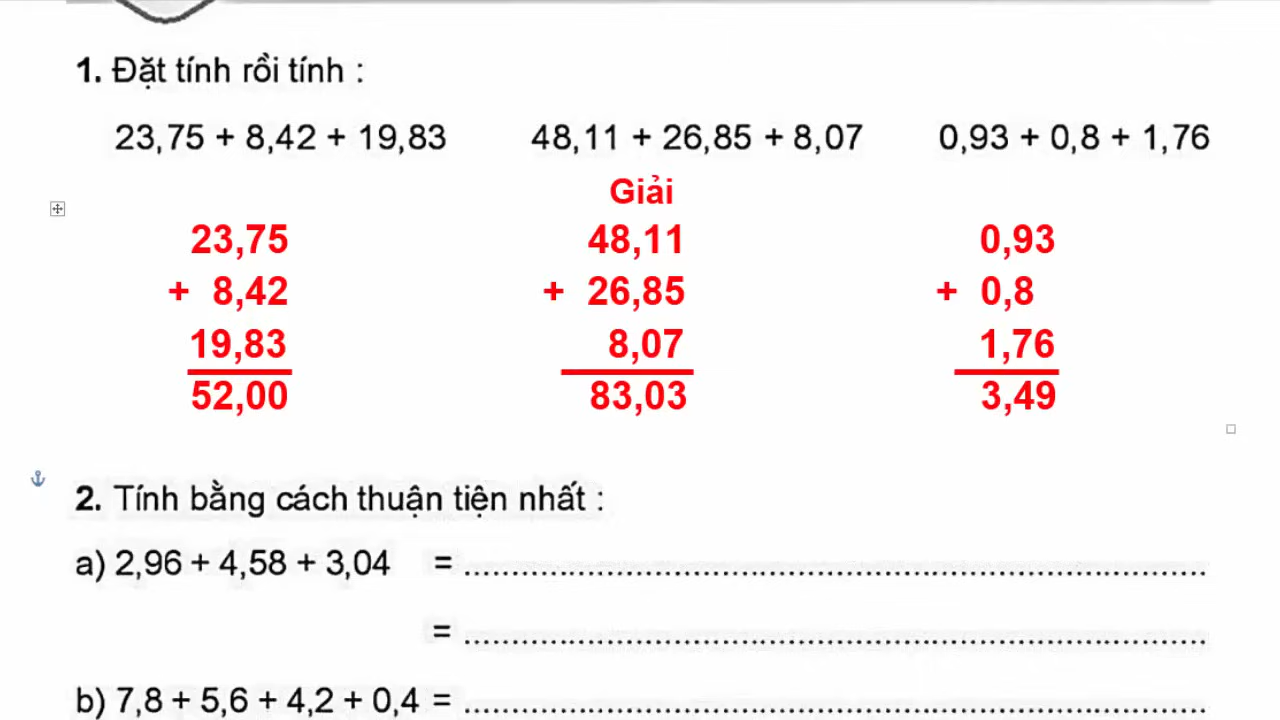 1. Đặt tính rồi tính :
23,75 + 8,42 + 19,83 48,11 + 26,85 + 8,07 0,93 + 0,8 + 1,76
Giải
23,75 48,11 0,93
+ 8,42 + 26,85 + 0,8
19,83 8,07 1,76
52,00 83,03 3,49
2. Tính bằng cách thuận tiện nhất :
a) 2,96 + 4,58 + 3,04 = ........................................................................
= ........................................................................
b) 7,8 + 5,6 + 4,2 + 0,4 = ........................................................................